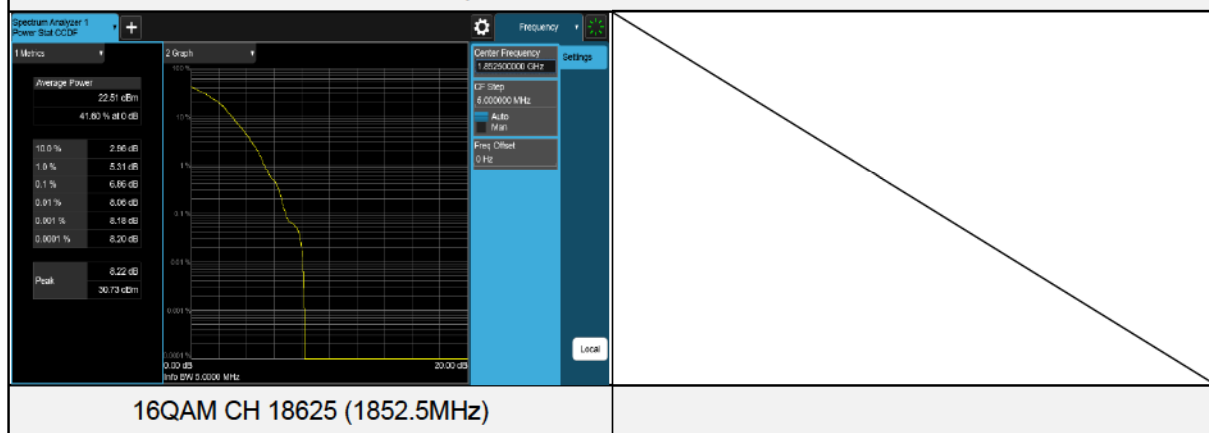 Spectrum Analyzer 1
Power Stat CCDF
+
Frequency
1 Metrics
2 Graph
Center Frequency
1.852500000 GHz
Settings
CF Step
5.000000 MHz
Auto
Man
Freq Offset
0 Hz
Average Power
22.51 dBm
41.60 % at 0 dB
10.0 % 2.96 dB
1.0 % 5.31 dB
0.1 % 6.86 dB
0.01 % 8.06 dB
0.001 % 8.18 dB
0.0001 % 8.20 dB
Peak
8.22 dB
30.73 dBm
100 %
10 %
1 %
0.1 %
0.01 %
0.001 %
0.0001 %
0.00 dB
20.00 dB
Info BW 5.0000 MHz
Local
16QAM CH 18625 (1852.5MHz)